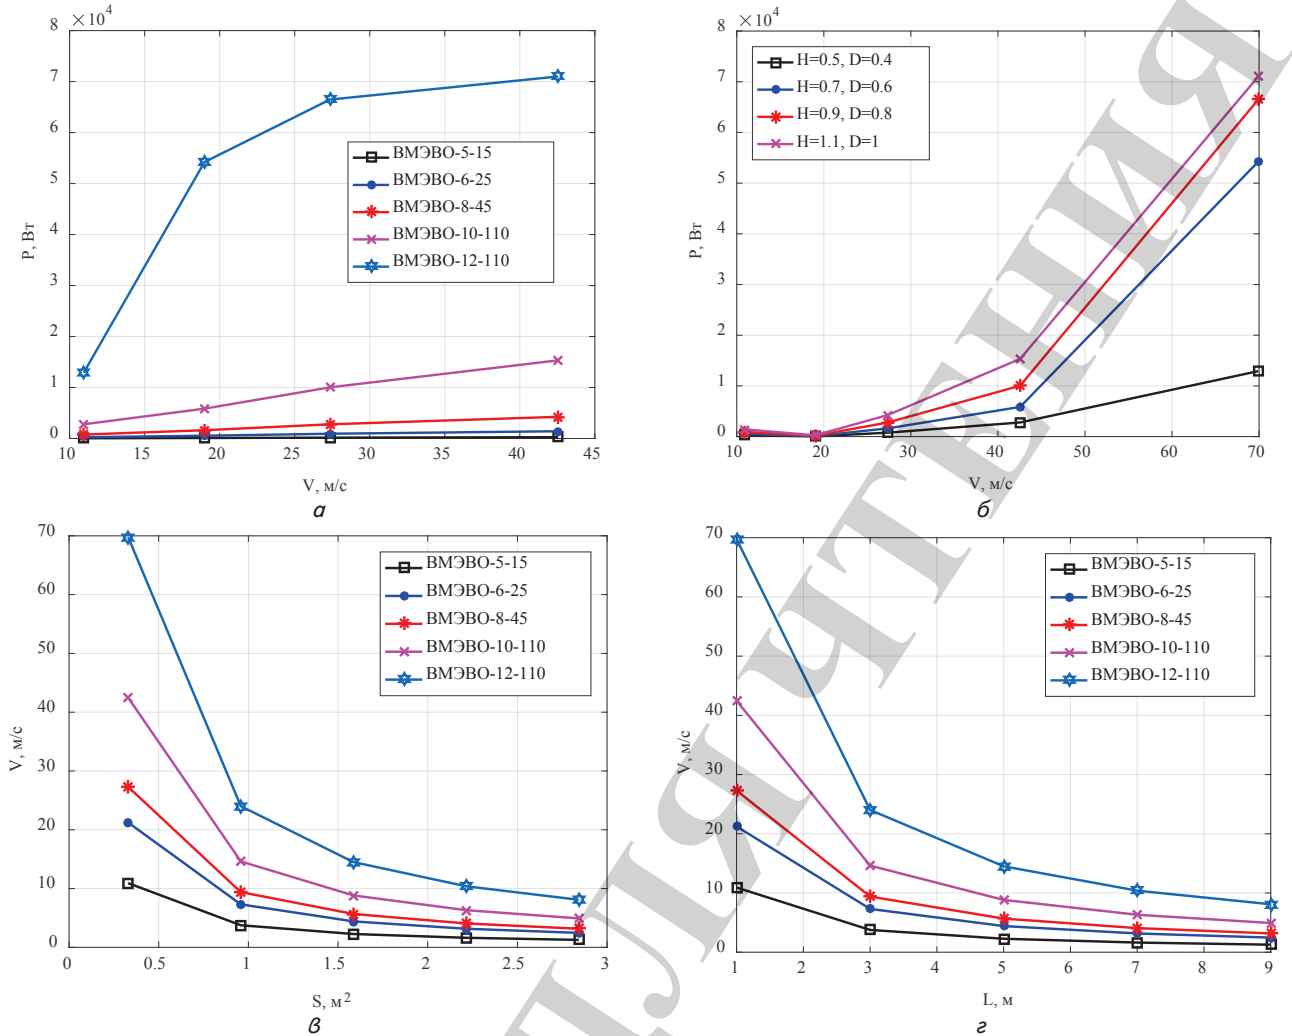 ×10⁴
8
7
6
5
4
3
2
1
0
P, Вт
10 15 20 25 30 35 40 45
V, м/с
ВМЭВО-5-15
ВМЭВО-6-25
ВМЭВО-8-45
ВМЭВО-10-110
ВМЭВО-12-110
а
×10⁴
8
7
6
5
4
3
2
1
0
P, Вт
10 20 30 40 50 60 70
V, м/с
H=0.5, D=0.4
H=0.7, D=0.6
H=0.9, D=0.8
H=1.1, D=1
б
70
60
50
40
30
20
10
0
V, м/с
0 0.5 1 1.5 2 2.5 3
S, м²
ВМЭВО-5-15
ВМЭВО-6-25
ВМЭВО-8-45
ВМЭВО-10-110
ВМЭВО-12-110
в
70
60
50
40
30
20
10
0
V, м/с
1 2 3 4 5 6 7 8 9
L, м
ВМЭВО-5-15
ВМЭВО-6-25
ВМЭВО-8-45
ВМЭВО-10-110
ВМЭВО-12-110
г
ДЛЯ ЧТЕНИЯ